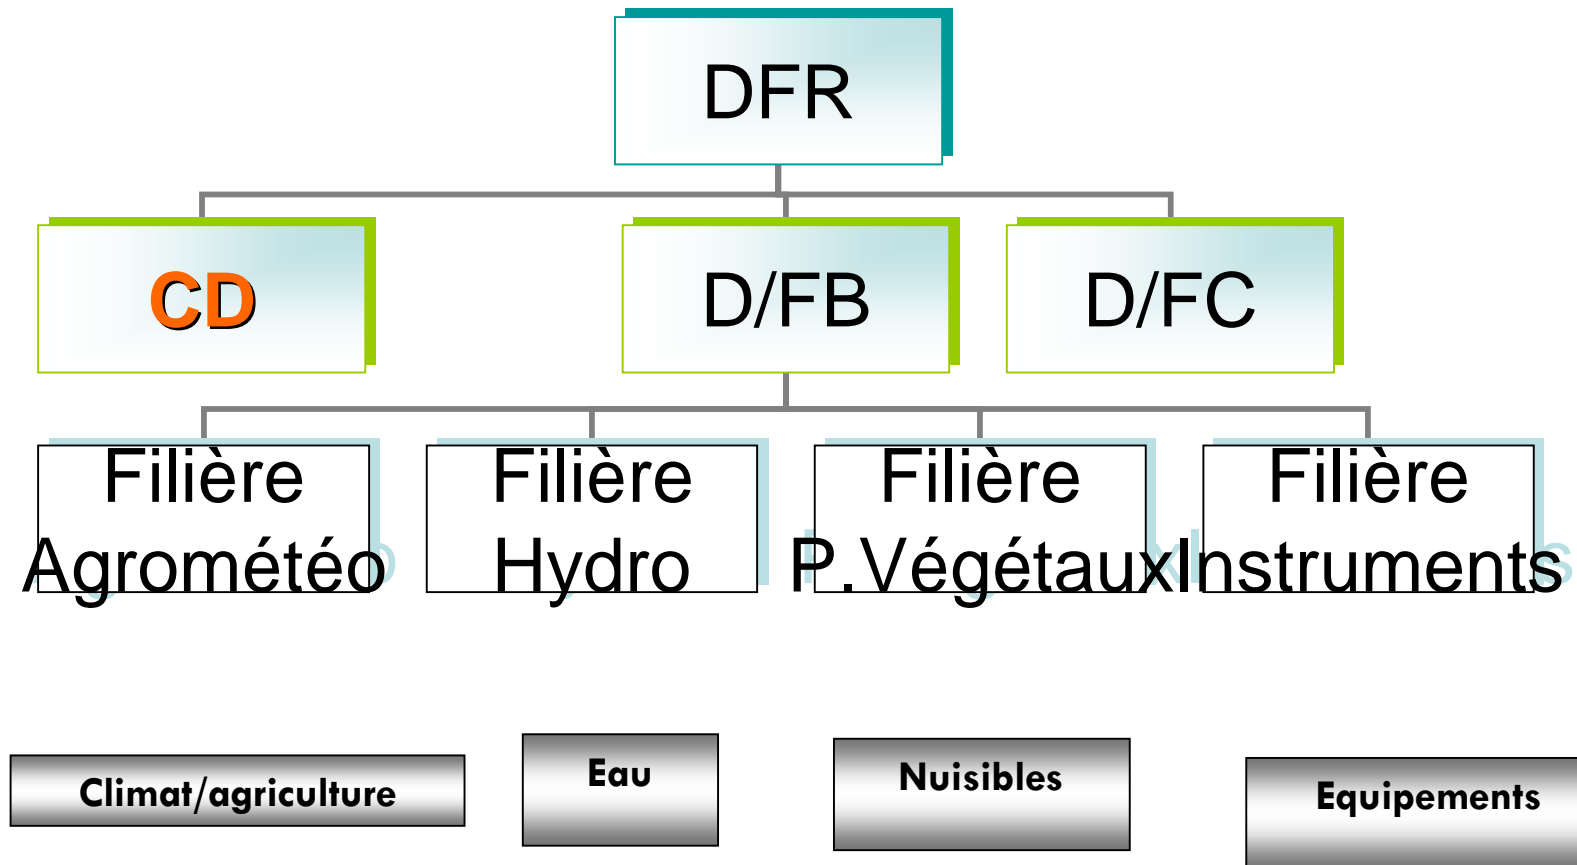 DFR
CD
D/FB
D/FC
Filière
Agrométéo
Filière
Hydro
Filière
P.Végétaux
Filière
Instruments
Climat/agriculture
Eau
Nuisibles
Equipements